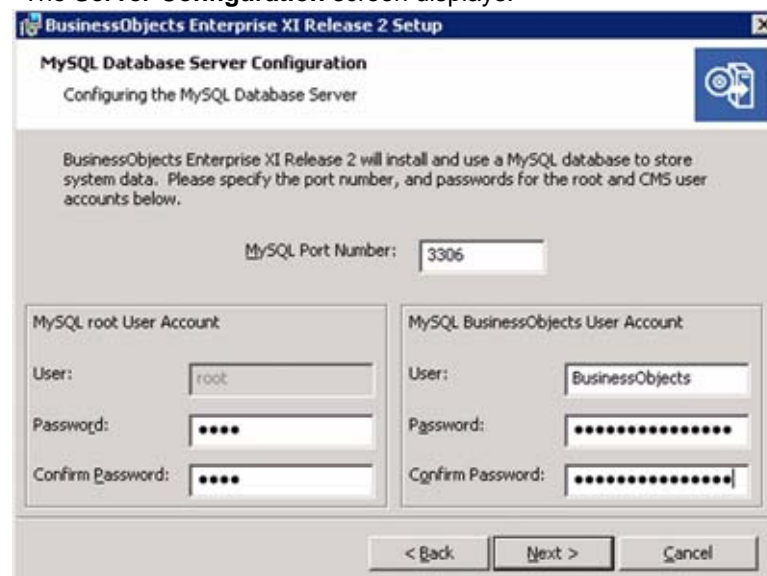 The Server Configuration screen displayer
BusinessObjects Enterprise XI Release 2 Setup
MySQL Database Server Configuration
Configuring the MySQL Database Server
BusinessObjects Enterprise XI Release 2 will install and use a MySQL database to store
system data. Please specify the port number, and passwords for the root and CMS user
accounts below.
MySQL Port Number: 3306
MySQL root User Account
User: root
Password: ••••
Confirm Password: ••••
MySQL BusinessObjects User Account
User: BusinessObjects
Password: •••••••••••••••
Confirm Password: •••••••••••••••
< Back
Next >
Cancel